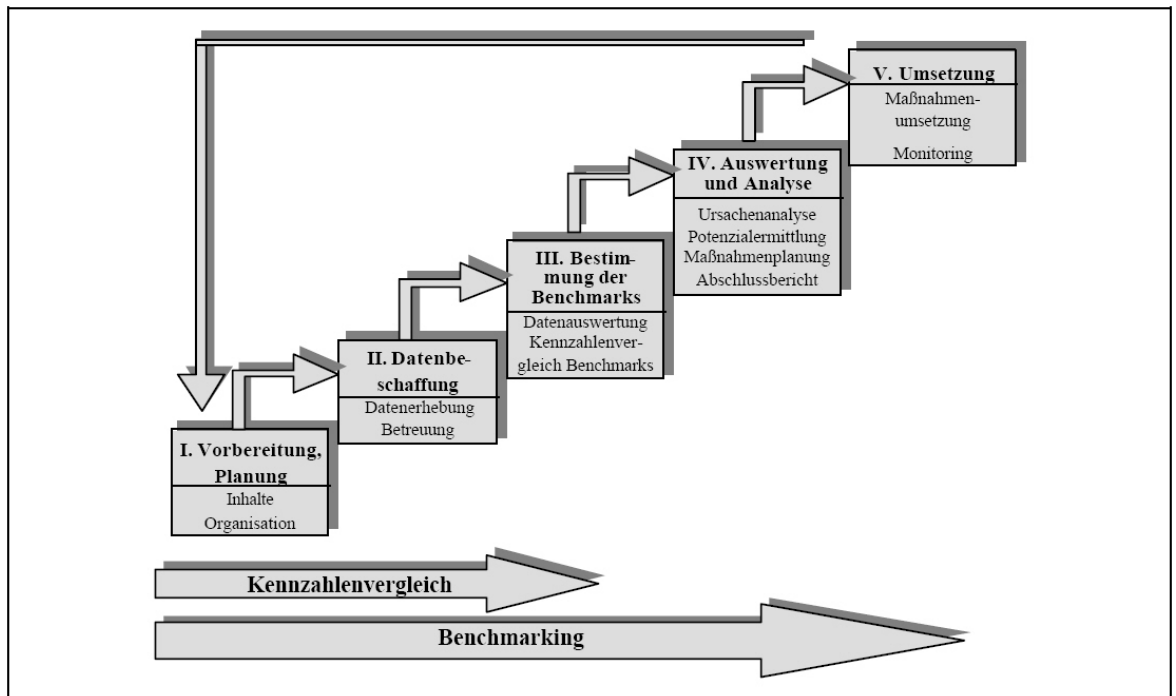 V. Umsetzung
Maßnahmen-
umsetzung
Monitoring
IV. Auswertung
und Analyse
Ursachenanalyse
Potenzialermittlung
Maßnahmenplanung
Abschlussbericht
III. Bestim-
mung der
Benchmarks
Datenauswertung
Kennzahlenver-
gleich Benchmarks
II. Datenbe-
schaffung
Datenerhebung
Betreuung
I. Vorbereitung,
Planung
Inhalte
Organisation
Kennzahlenvergleich
Benchmarking